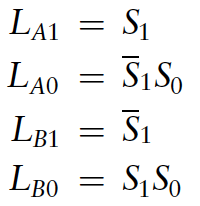 L_{A1} = S_1
L_{A0} = \overline{S}_1 S_0
L_{B1} = \overline{S}_1
L_{B0} = S_1 S_0